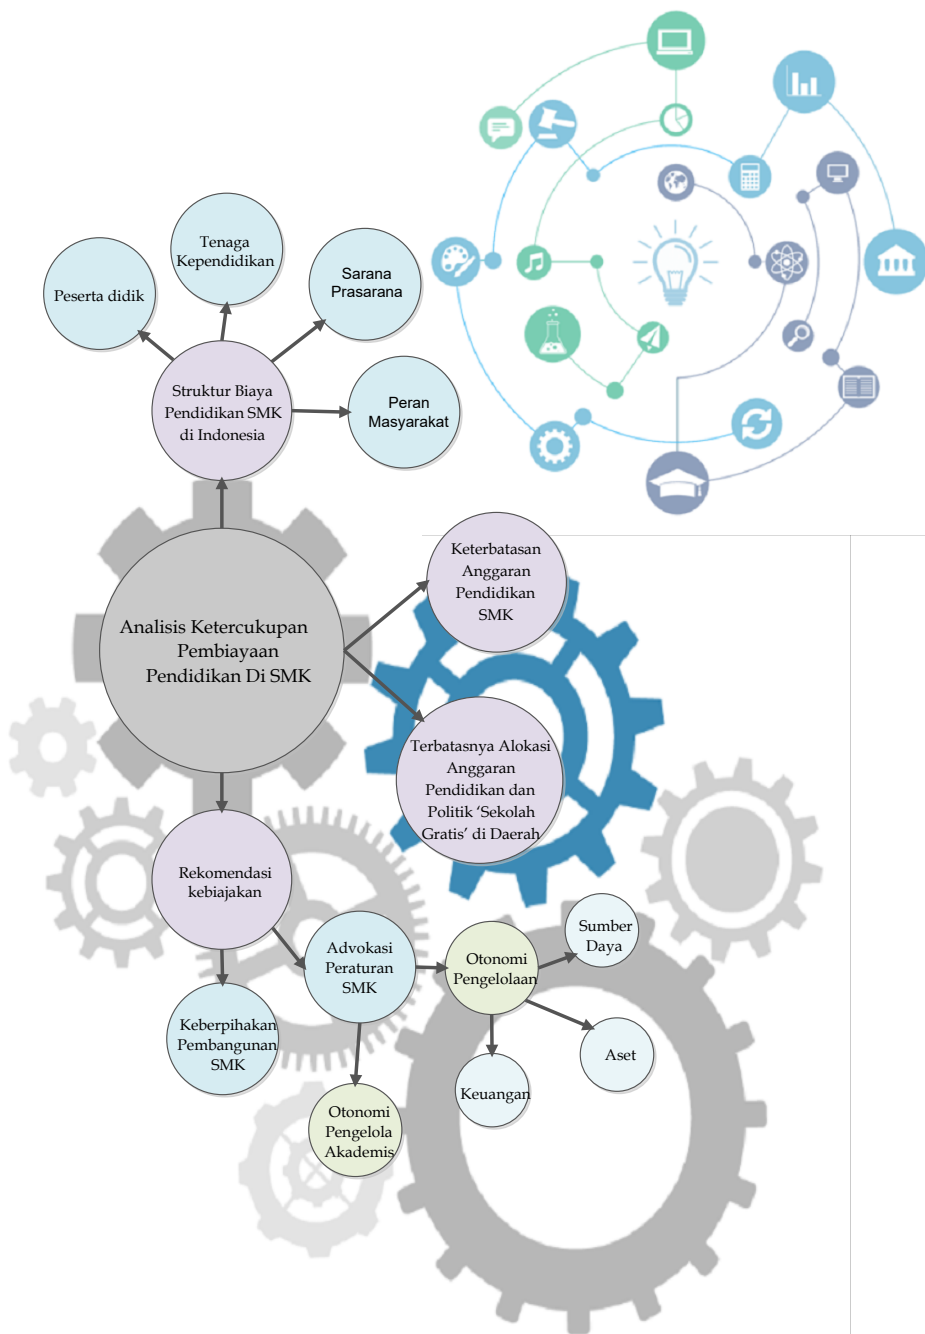 Tenaga
Kependidikan
Peserta didik
Sarana
Prasarana
Struktur Biaya
Pendidikan SMK
di Indonesia
Peran
Masyarakat
Keterbatasan
Anggaran
Pendidikan
SMK
Analisis Ketercukupan
Pembiayaan
Pendidikan Di SMK
Terbatasnya Alokasi
Anggaran
Pendidikan dan
Politik ‘Sekolah
Gratis’ di Daerah
Rekomendasi
kebiajakan
Advokasi
Peraturan
SMK
Otonomi
Pengelolaan
Sumber
Daya
Keberpihakan
Pembangunan
SMK
Aset
Keuangan
Otonomi
Pengelola
Akademis